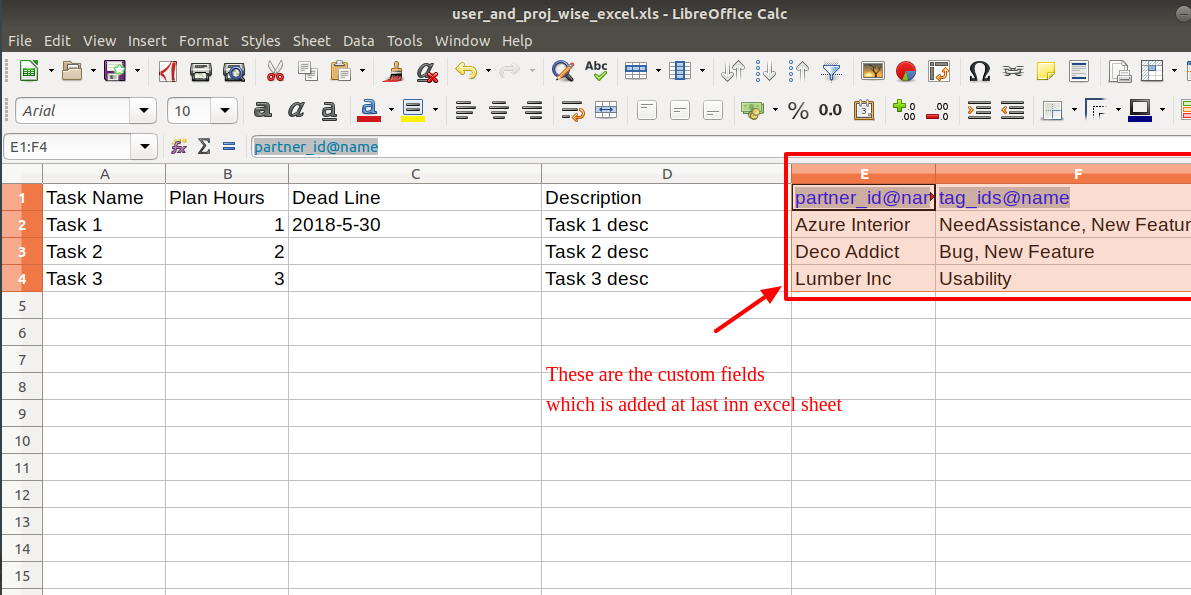 user_and_proj_wise_excel.xls - LibreOffice Calc
File Edit View Insert Format Styles Sheet Data Tools Window Help
Abc
Arial 10 a a a a % 0.0
E1:F4 partner_id@name
A B C D E F
1 Task Name Plan Hours Dead Line Description partner_id@nar tag_ids@name
2 Task 1 1 2018-5-30 Task 1 desc Azure Interior NeedAssistance, New Featur
3 Task 2 2 Task 2 desc Deco Addict Bug, New Feature
4 Task 3 3 Task 3 desc Lumber Inc Usability
5
6
7
These are the custom fields
8
which is added at last inn excel sheet
9
10
11
12
13
14
15